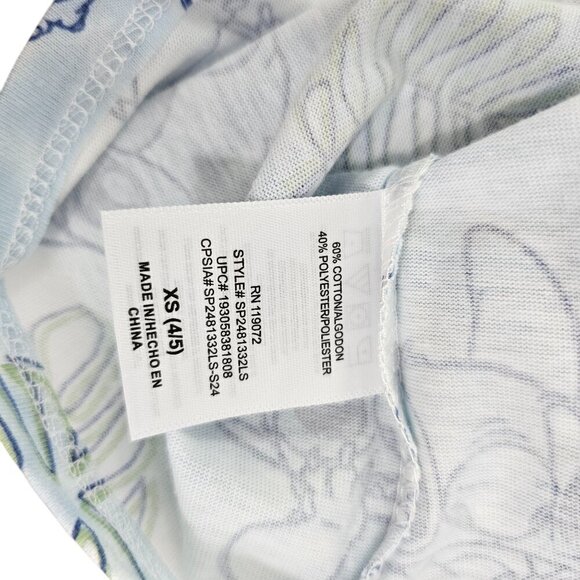 60% COTTON/ALGODON
40% POLYESTER/POLIESTER
RN 119072
STYLE# SP2481332LS
UPC# 193058381808
CPSIA# SP2481332LS-S24
XS (4/5)
MADE IN/HECHO EN
CHINA